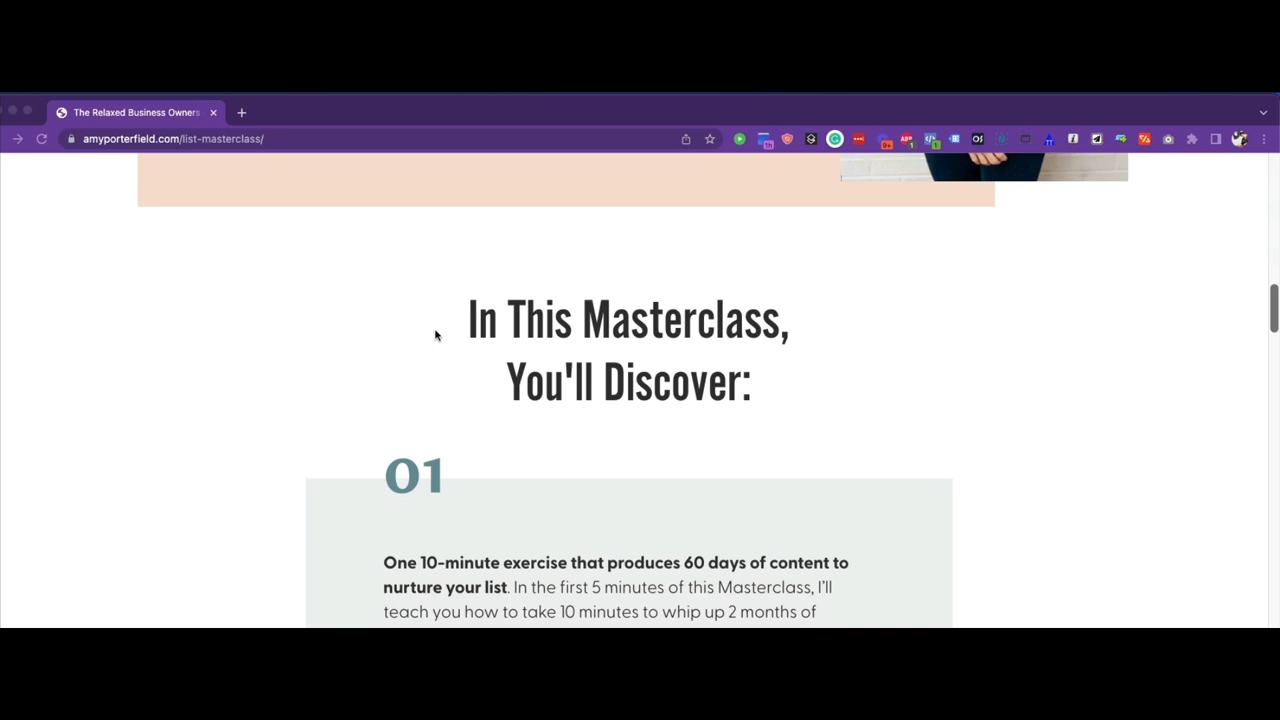 The Relaxed Business Owners
amyporterfield.com/list-masterclass/
In This Masterclass,
You'll Discover:
01
One 10-minute exercise that produces 60 days of content to
nurture your list. In the first 5 minutes of this Masterclass, I'll
teach you how to take 10 minutes to whip up 2 months of